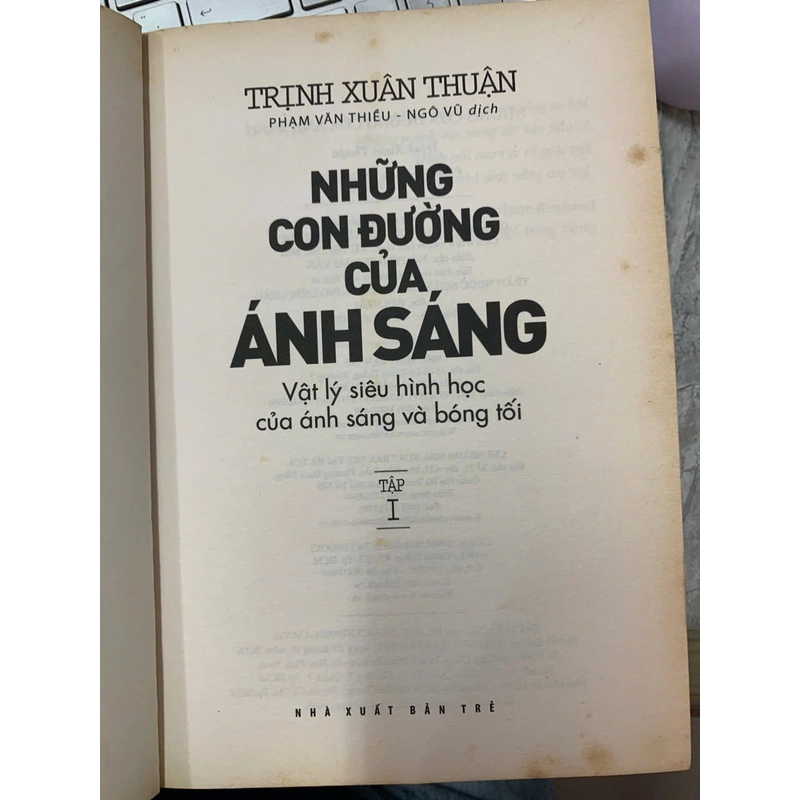 TRỊNH XUÂN THUẬN
PHẠM VĂN THIỀU - NGÔ VŨ dịch
NHỮNG
CON ĐƯỜNG
CỦA
ÁNH SÁNG
Vật lý siêu hình học
của ánh sáng và bóng tối
TẬP
I
NHÀ XUẤT BẢN TRẺ